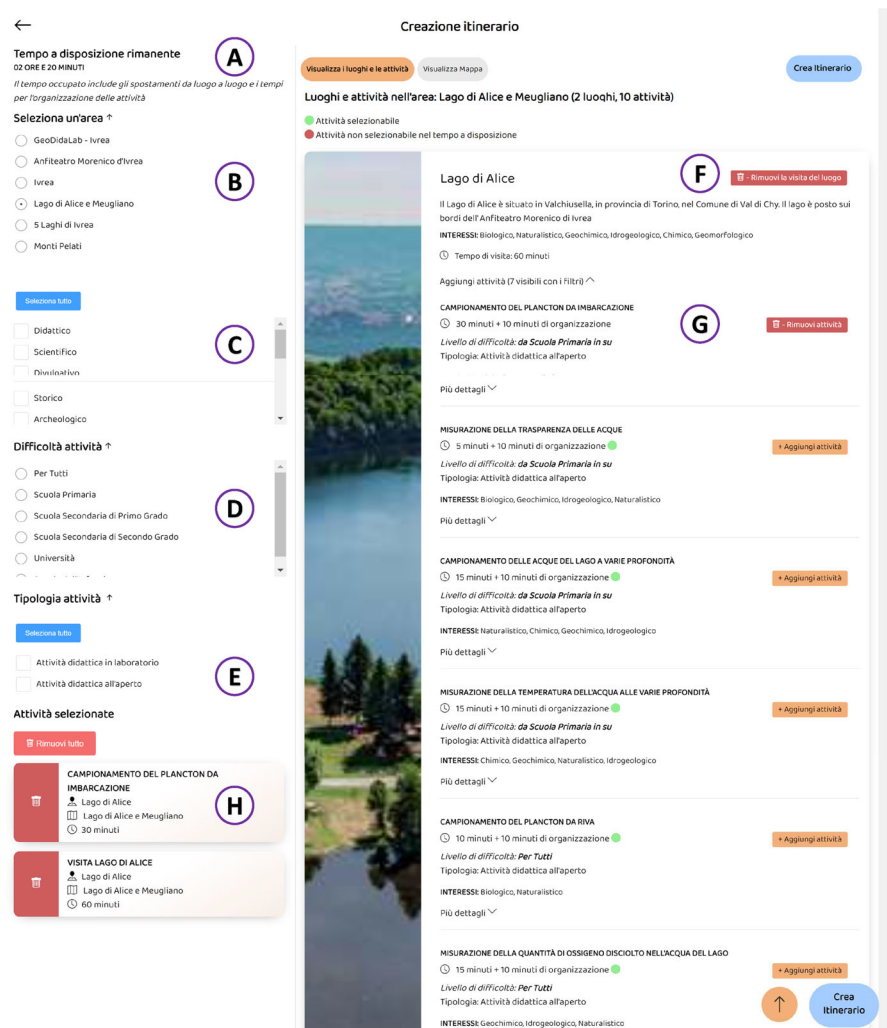 Creazione itinerario
Tempo a disposizione rimanente
02 ORE E 20 MINUTI
Il tempo occupato include gli spostamenti da luogo a luogo e i tempi
per l'organizzazione delle attività
A
Seleziona un'area ↑
GeoDidaLab - Ivrea
Anfiteatro Morenico d'Ivrea
Ivrea
Lago di Alice e Meugliano
5 Laghi di Ivrea
Monti Pelati
B
Seleziona tutto
Didattico
Scientifico
Divulgativo
Storico
Archeologico
C
Difficoltà attività ↑
Per Tutti
Scuola Primaria
Scuola Secondaria di Primo Grado
Scuola Secondaria di Secondo Grado
Università
D
Tipologia attività ↑
Seleziona tutto
Attività didattica in laboratorio
Attività didattica all'aperto
E
Attività selezionate
Rimuovi tutto
CAMPIONAMENTO DEL PLANCTON DA
IMBARCAZIONE
Lago di Alice
Lago di Alice e Meugliano
30 minuti
H
VISITA LAGO DI ALICE
Lago di Alice
Lago di Alice e Meugliano
60 minuti
Visualizza i luoghi e le attività
Visualizza Mappa
Crea Itinerario
Luoghi e attività nell'area: Lago di Alice e Meugliano (2 luoghi, 10 attività)
Attività selezionabile
Attività non selezionabile nel tempo a disposizione
Lago di Alice
F
- Rimuovi la visita del luogo
Il Lago di Alice è situato in Valchiusella, in provincia di Torino, nel Comune di Val di Chy. Il lago è posto sui
bordi dell'Anfiteatro Morenico di Ivrea
INTERESSI: Biologico, Naturalistico, Geochimico, Idrogeologico, Chimico, Geomorfologico
Tempo di visita: 60 minuti
Aggiungi attività (7 visibili con i filtri)
CAMPIONAMENTO DEL PLANCTON DA IMBARCAZIONE
30 minuti + 10 minuti di organizzazione
G
- Rimuovi attività
Livello di difficoltà: da Scuola Primaria in su
Tipologia: Attività didattica all'aperto
Più dettagli
MISURAZIONE DELLA TRASPARENZA DELLE ACQUE
5 minuti + 10 minuti di organizzazione
+ Aggiungi attività
Livello di difficoltà: da Scuola Primaria in su
Tipologia: Attività didattica all'aperto
INTERESSI: Biologico, Geochimico, Idrogeologico, Naturalistico
Più dettagli
CAMPIONAMENTO DELLE ACQUE DEL LAGO A VARIE PROFONDITÀ
15 minuti + 10 minuti di organizzazione
+ Aggiungi attività
Livello di difficoltà: da Scuola Primaria in su
Tipologia: Attività didattica all'aperto
INTERESSI: Naturalistico, Chimico, Geochimico, Idrogeologico
Più dettagli
MISURAZIONE DELLA TEMPERATURA DELL'ACQUA ALLE VARIE PROFONDITÀ
15 minuti + 10 minuti di organizzazione
+ Aggiungi attività
Livello di difficoltà: da Scuola Primaria in su
Tipologia: Attività didattica all'aperto
INTERESSI: Chimico, Geochimico, Naturalistico, Idrogeologico
Più dettagli
CAMPIONAMENTO DEL PLANCTON DA RIVA
10 minuti + 10 minuti di organizzazione
+ Aggiungi attività
Livello di difficoltà: Per Tutti
Tipologia: Attività didattica all'aperto
INTERESSI: Biologico, Naturalistico
Più dettagli
MISURAZIONE DELLA QUANTITÀ DI OSSIGENO DISCIOLTO NELL'ACQUA DEL LAGO
15 minuti + 10 minuti di organizzazione
+ Aggiungi attività
Livello di difficoltà: Per Tutti
Tipologia: Attività didattica all'aperto
INTERESSI: Geochimico, Idrogeologico, Naturalistico
Crea
Itinerario